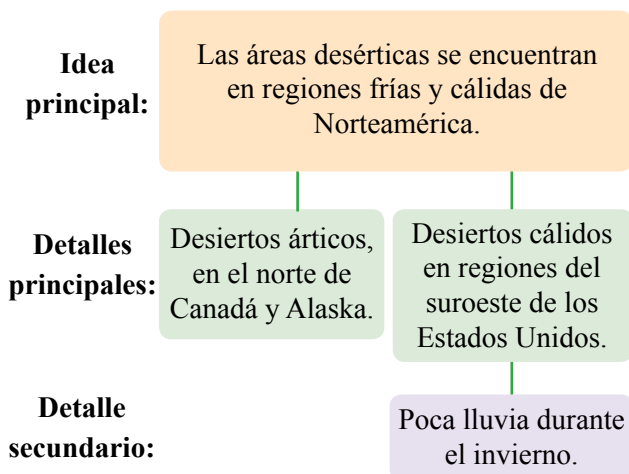 Idea
principal:
Las áreas desérticas se encuentran
en regiones frías y cálidas de
Norteamérica.
Detalles
principales:
Desiertos árticos,
en el norte de
Canadá y Alaska.
Desiertos cálidos
en regiones del
suroeste de los
Estados Unidos.
Detalle
secundario:
Poca lluvia durante
el invierno.